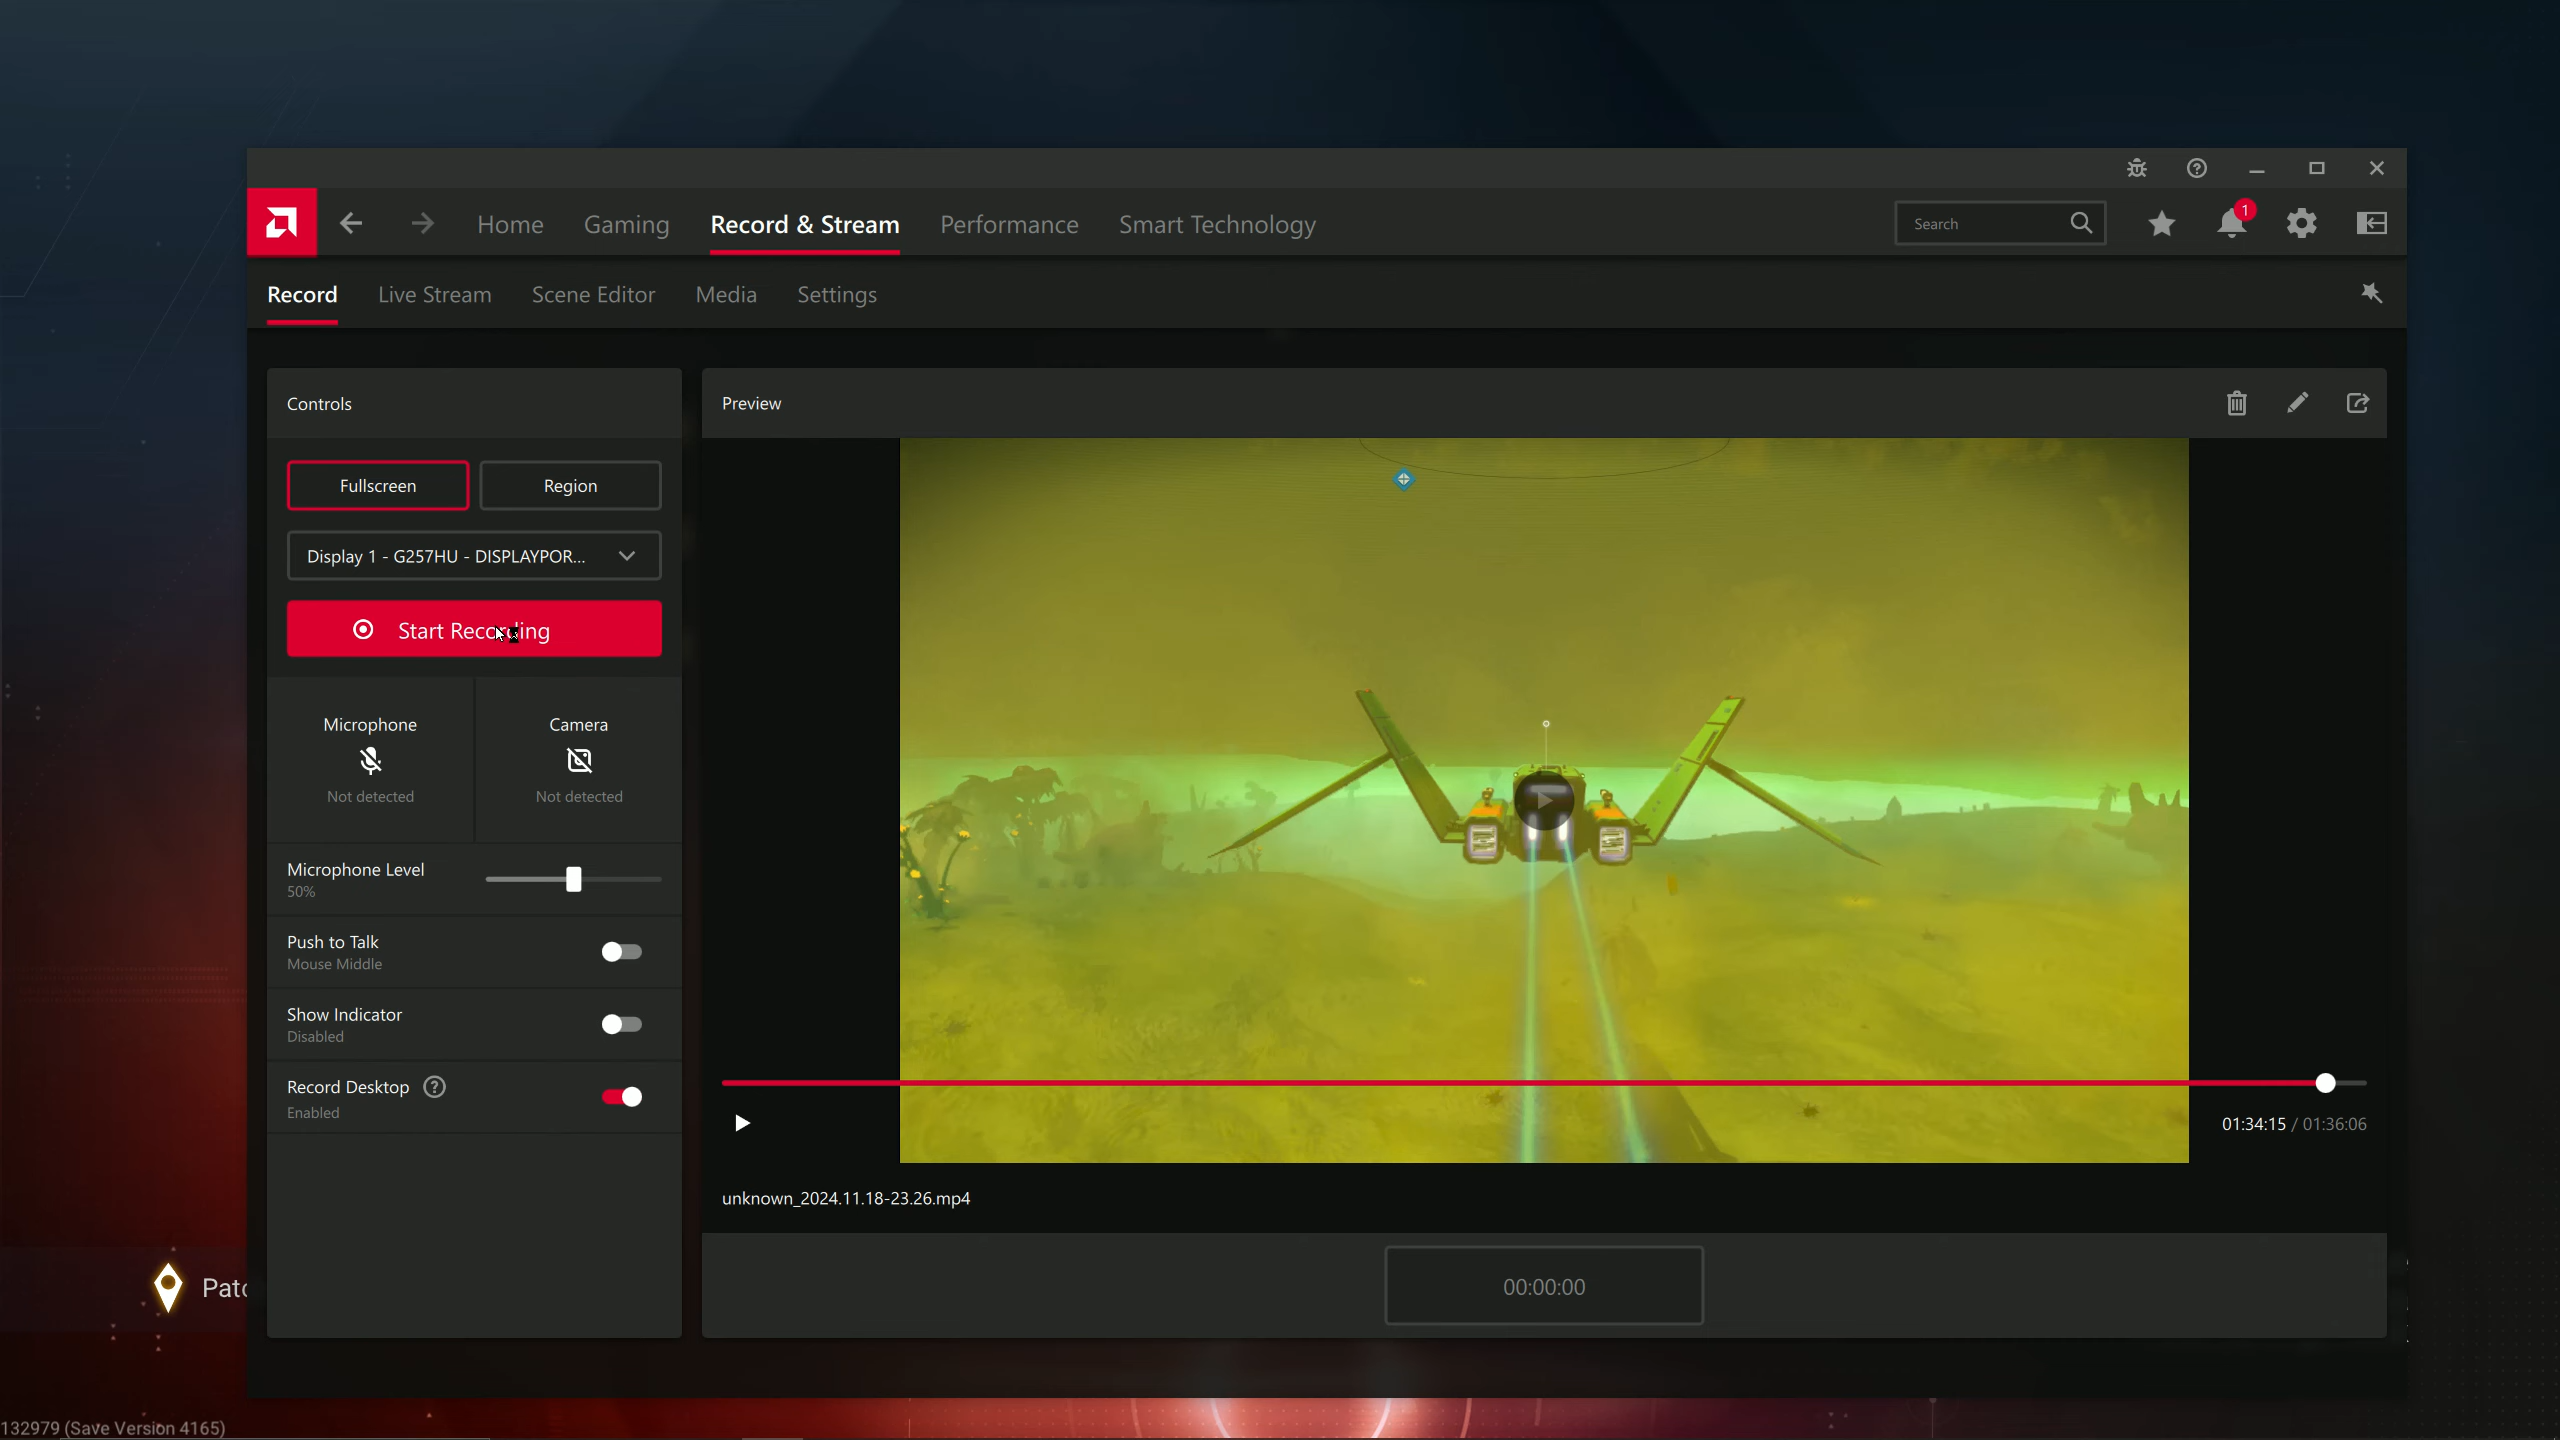 Home Gaming Record & Stream Performance Smart Technology Search 1
Record Live Stream Scene Editor Media Settings
Controls
Fullscreen Region
Display 1 - G257HU - DISPLAYPOR...
Start Recording
Microphone Camera
Not detected Not detected
Microphone Level
50%
Push to Talk
Mouse Middle
Show Indicator
Disabled
Record Desktop ?
Enabled
Preview
01:34:15 / 01:36:06
unknown_2024.11.18-23.26.mp4
00:00:00
132979 (Save Version 4165)